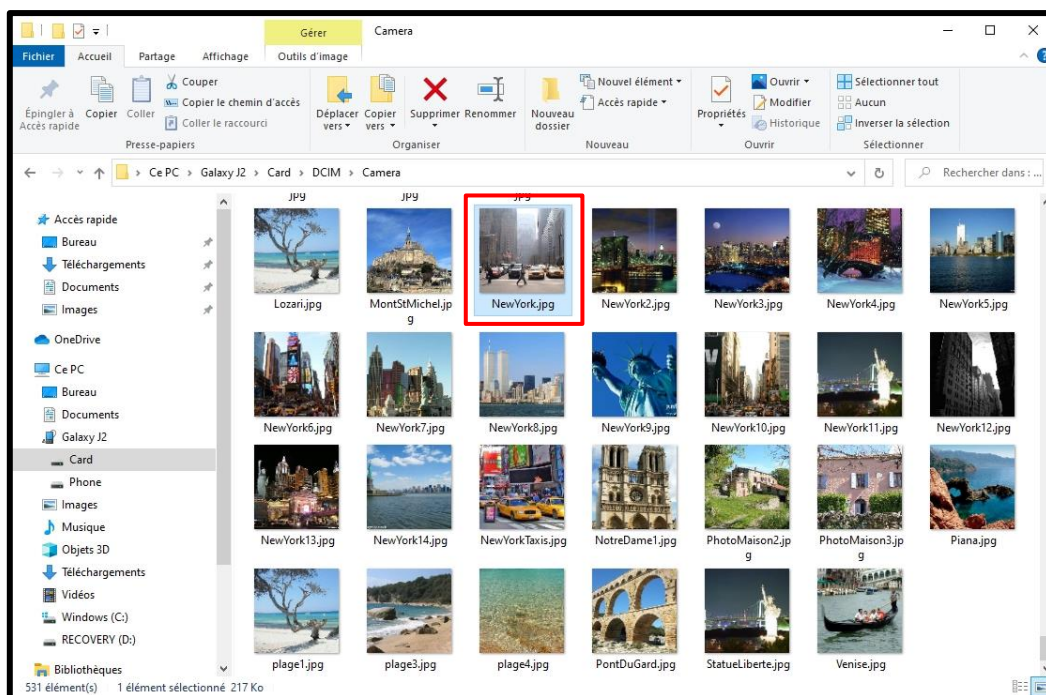 Gérer
Camera
Fichier
Accueil
Partage
Affichage
Outils d'image
Épingler à
Accès rapide
Copier
Coller
Couper
Copier le chemin d'accès
Coller le raccourci
Déplacer
vers
Copier
vers
Supprimer
Renommer
Nouveau
dossier
Nouvel élément
Accès rapide
Propriétés
Ouvrir
Modifier
Historique
Sélectionner tout
Aucun
Inverser la sélection
Presse-papiers
Organiser
Nouveau
Ouvrir
Sélectionner
Ce PC > Galaxy J2 > Card > DCIM > Camera
Rechercher dans : ...
Accès rapide
Bureau
Téléchargements
Documents
Images
OneDrive
Ce PC
Bureau
Documents
Galaxy J2
Card
Phone
Images
Musique
Objets 3D
Téléchargements
Vidéos
Windows (C:)
RECOVERY (D:)
Bibliothèques
Lozari.jpg
MontStMichel.jp
g
NewYork.jpg
NewYork2.jpg
NewYork3.jpg
NewYork4.jpg
NewYork5.jpg
NewYork6.jpg
NewYork7.jpg
NewYork8.jpg
NewYork9.jpg
NewYork10.jpg
NewYork11.jpg
NewYork12.jpg
NewYork13.jpg
NewYork14.jpg
NewYorkTaxis.jpg
NotreDame1.jpg
PhotoMaison2.jp
g
PhotoMaison3.jp
g
Piana.jpg
plage1.jpg
plage3.jpg
plage4.jpg
PontDuGard.jpg
StatueLiberte.jpg
Venise.jpg
531 élément(s)
1 élément sélectionné 217 Ko